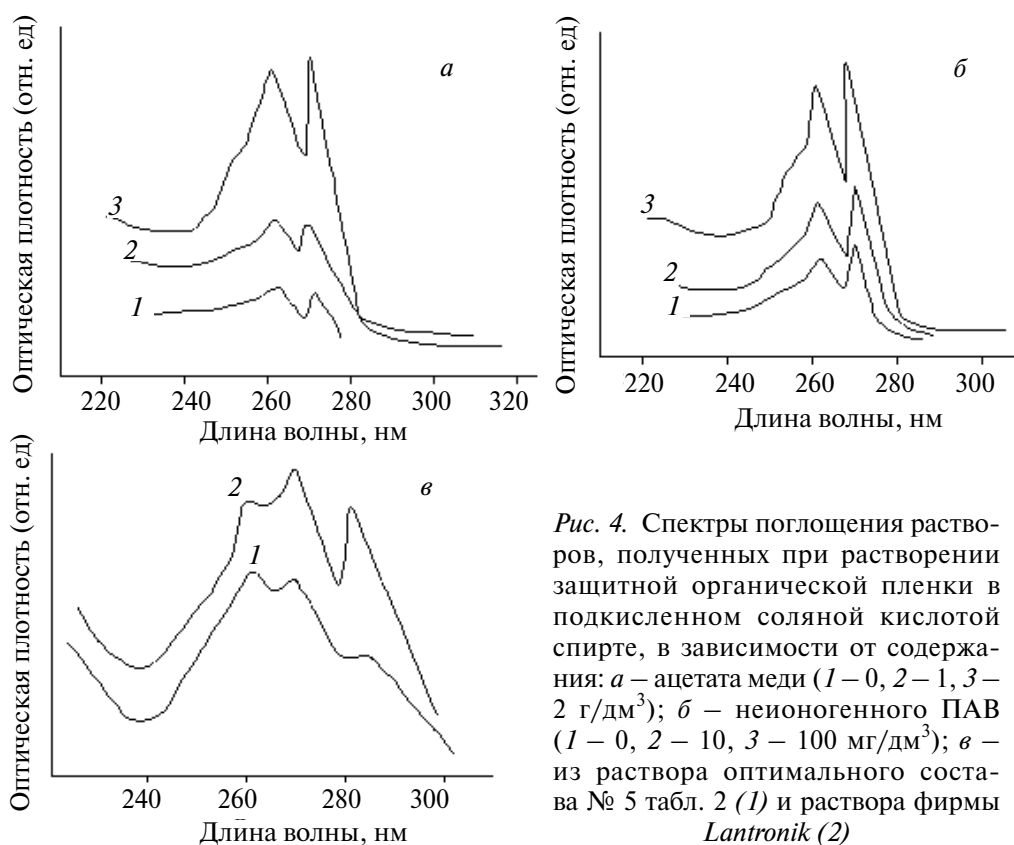 Оптическая плотность (отн. ед)
а
3
2
1
220 240 260 280 300 320
Длина волны, нм
Оптическая плотность (отн. ед)
б
3
2
1
220 240 260 280 300
Длина волны, нм
Оптическая плотность (отн. ед)
в
2
1
240 260 280 300
Длина волны, нм
Рис. 4. Спектры поглощения раство-
ров, полученных при растворении
защитной органической пленки в
подкисленном соляной кислотой
спирте, в зависимости от содержа-
ния: а – ацетата меди (1 – 0, 2 – 1, 3 –
2 г/дм³); б – неионогенного ПАВ
(1 – 0, 2 – 10, 3 – 100 мг/дм³); в –
из раствора оптимального соста-
ва № 5 табл. 2 (1) и раствора фирмы
Lantronik (2)